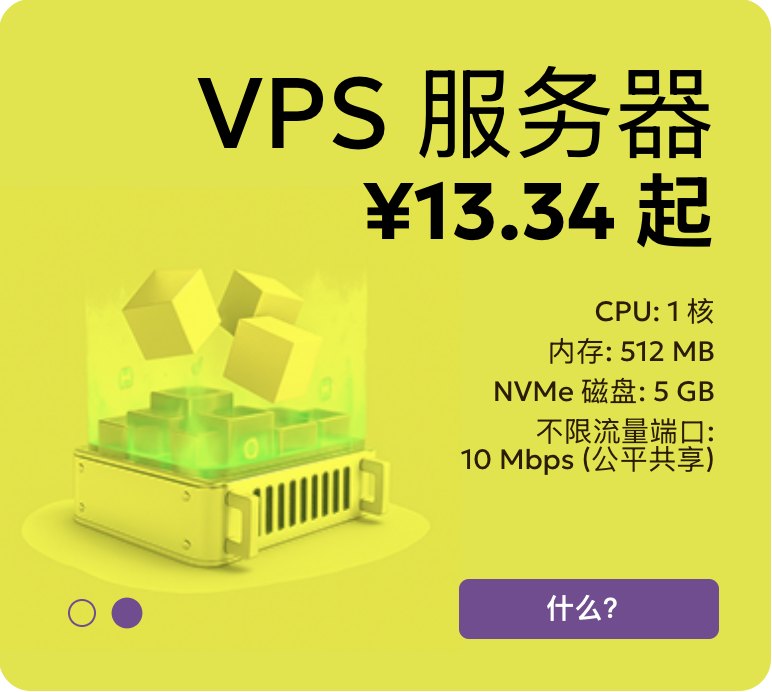 VPS 服务器
¥13.34 起
CPU: 1 核
内存: 512 MB
NVMe 磁盘: 5 GB
不限流量端口:
10 Mbps (公平共享)
什么?